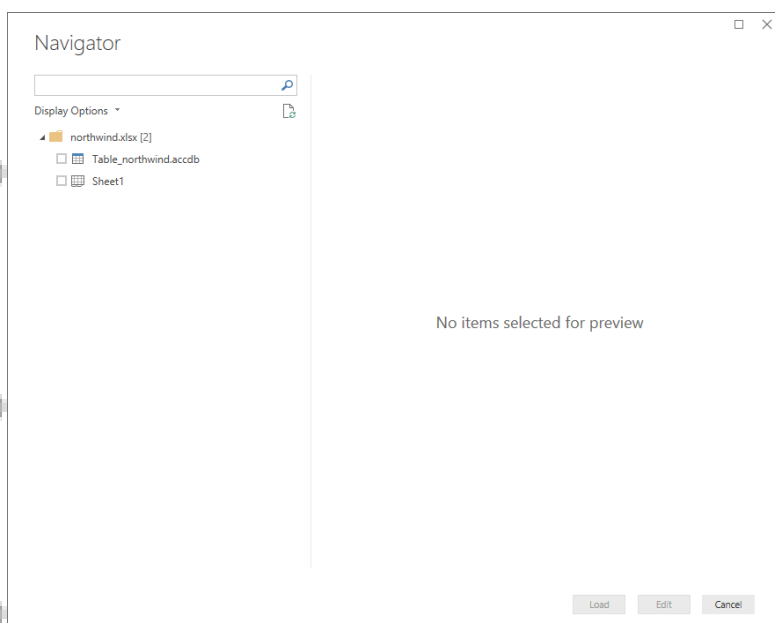 Navigator
Display Options
northwind.xlsx [2]
Table_northwind.accdb
Sheet1
No items selected for preview
Load Edit Cancel